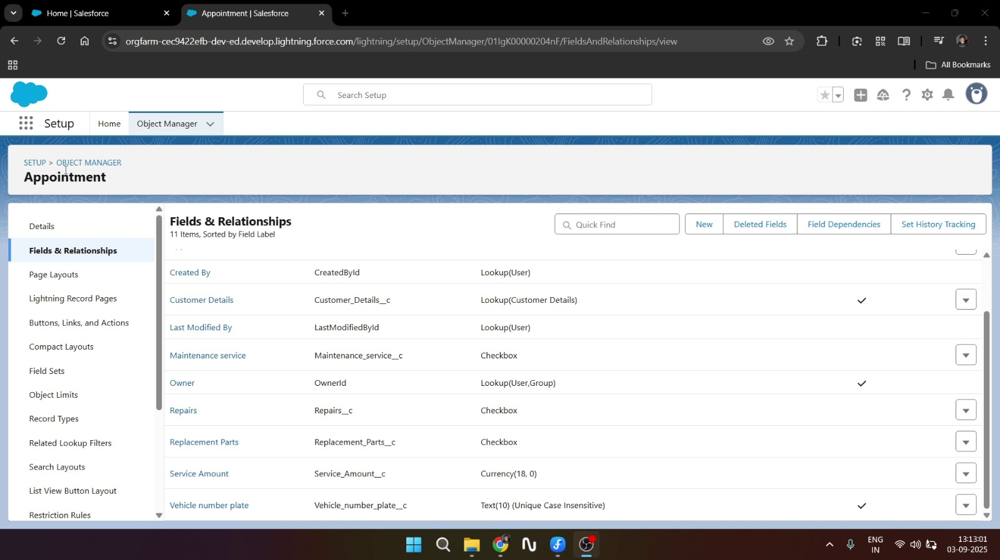 Home | Salesforce
Appointment | Salesforce
orgfarm-cec9422efb-dev-ed.develop.lightning.force.com/lightning/setup/ObjectManager/01IgK00000204nF/FieldsAndRelationships/view
All Bookmarks
Search Setup
Setup
Home
Object Manager
SETUP > OBJECT MANAGER
Appointment
Details
Fields & Relationships
Page Layouts
Lightning Record Pages
Buttons, Links, and Actions
Compact Layouts
Field Sets
Object Limits
Record Types
Related Lookup Filters
Search Layouts
List View Button Layout
Restriction Rules
Fields & Relationships
11 Items, Sorted by Field Label
Quick Find
New
Deleted Fields
Field Dependencies
Set History Tracking
Created By CreatedById Lookup(User)
Customer Details Customer_Details__c Lookup(Customer Details)
Last Modified By LastModifiedById Lookup(User)
Maintenance service Maintenance_service__c Checkbox
Owner OwnerId Lookup(User,Group)
Repairs Repairs__c Checkbox
Replacement Parts Replacement_Parts__c Checkbox
Service Amount Service_Amount__c Currency(18, 0)
Vehicle number plate Vehicle_number_plate__c Text(10) (Unique Case Insensitive)
ENG
IN
13:13:01
03-09-2025